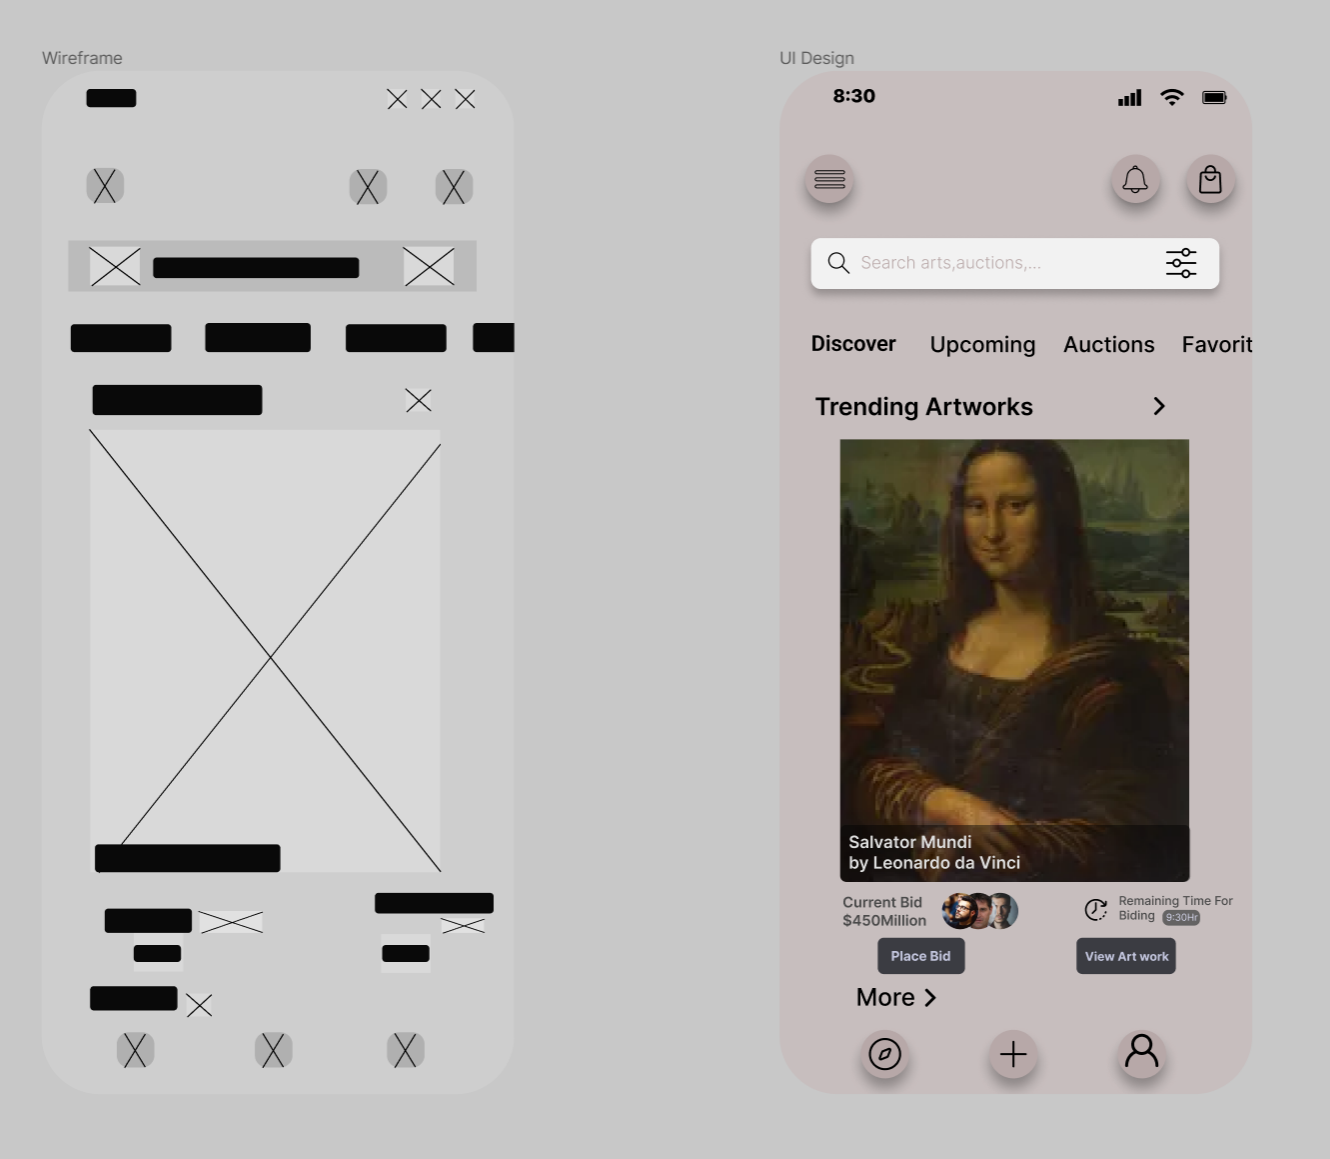 Wireframe
UI Design
8:30
Search arts,auctions,...
Discover Upcoming Auctions Favorit
Trending Artworks
Salvator Mundi
by Leonardo da Vinci
Current Bid
$450Million
Remaining Time For
Biding 9:30Hr
Place Bid
View Art work
More